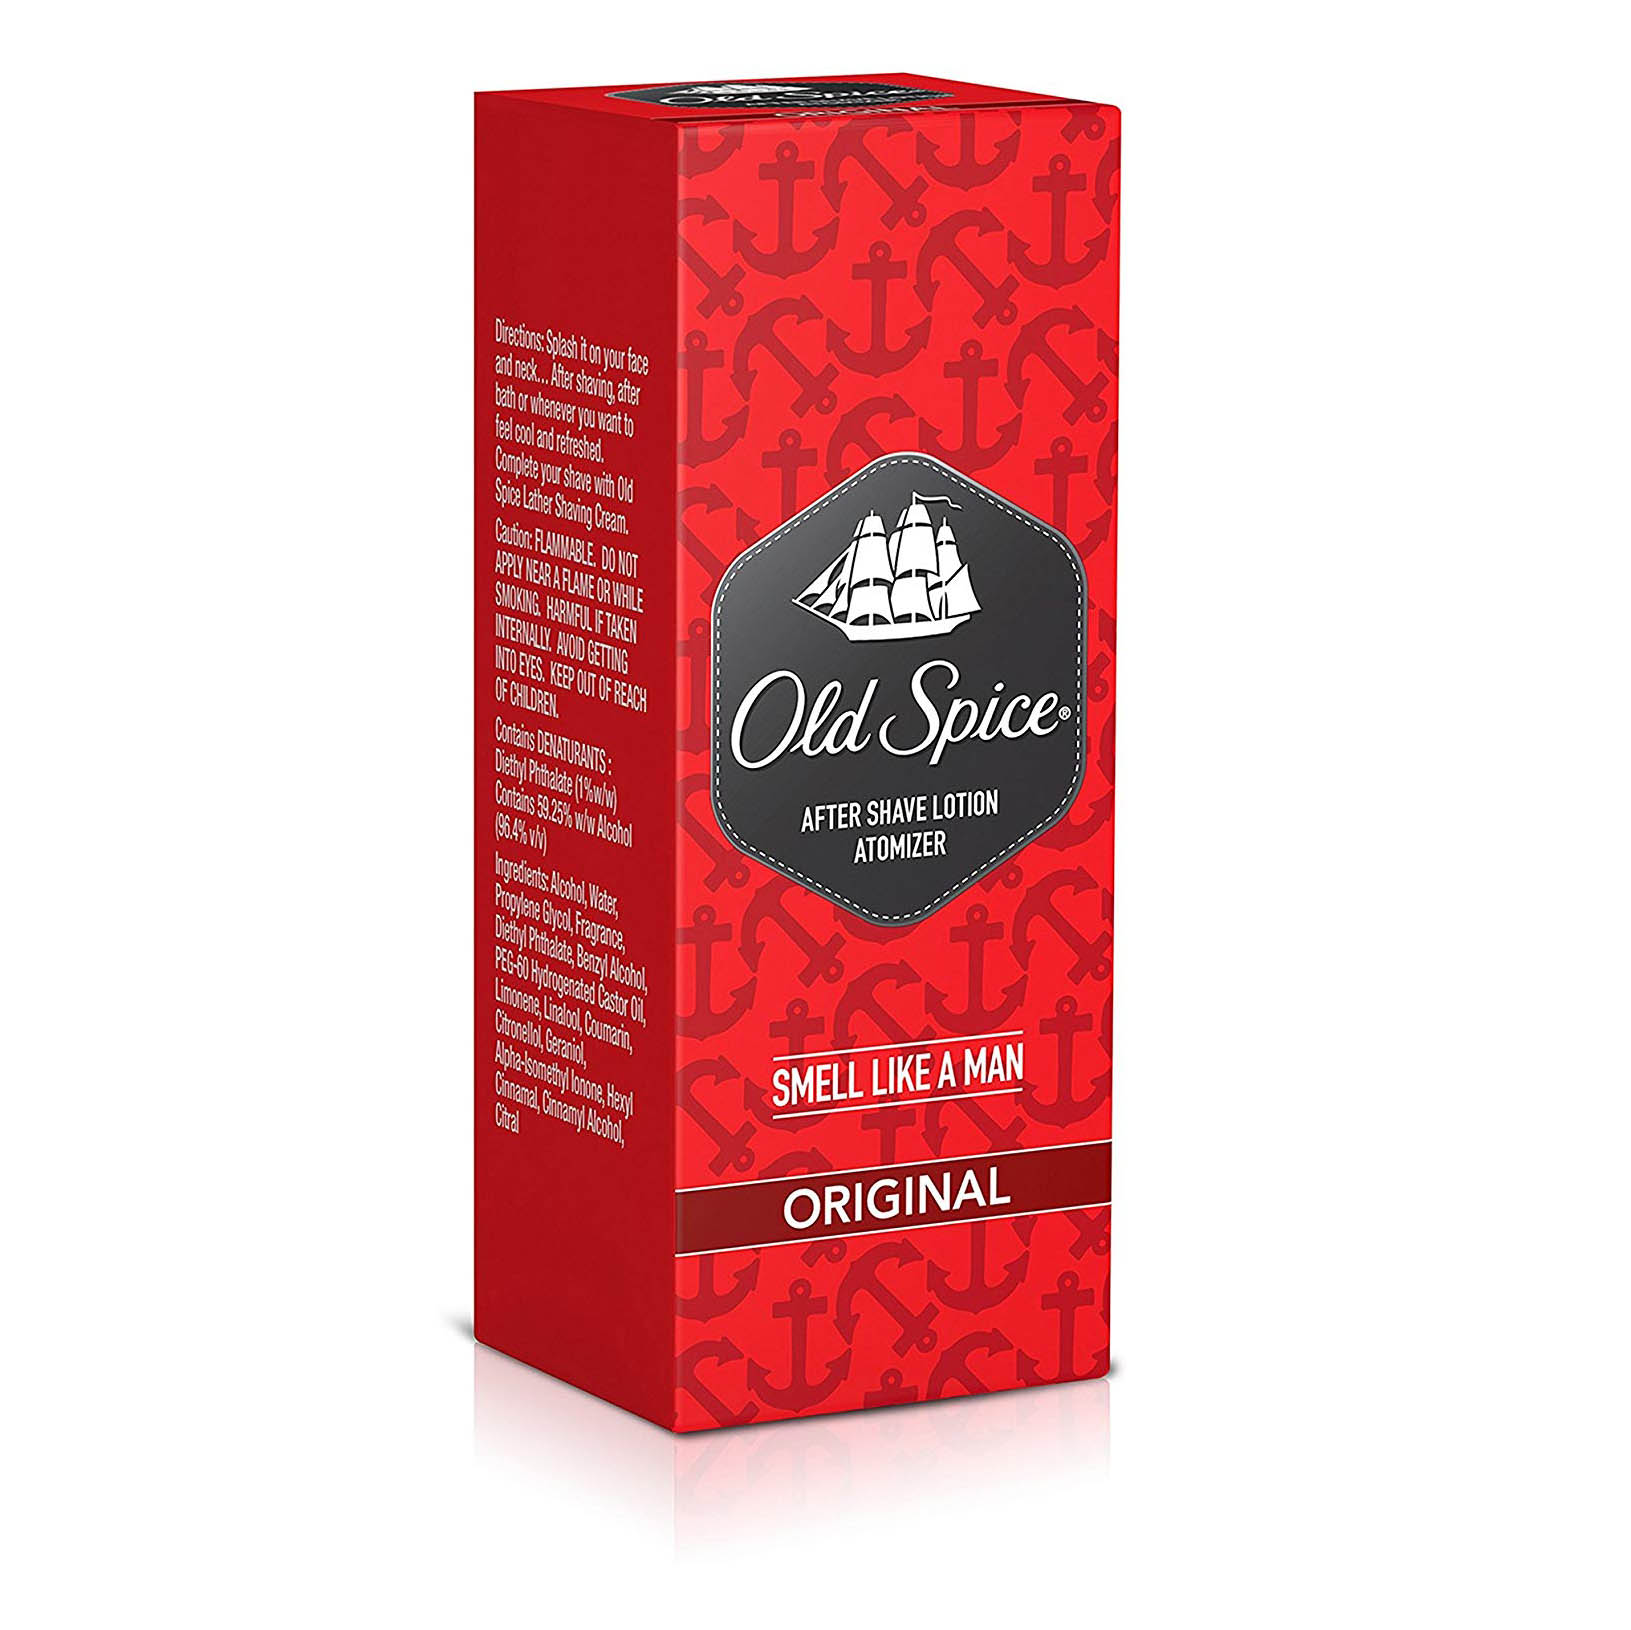 Old Spice
ORIGINAL
Directions: Splash it on your face
and neck... After shaving, after
bath or whenever you want to
feel cool and refreshed.
Complete your shave with Old
Spice Lather Shaving Cream.
Caution: FLAMMABLE. DO NOT
APPLY NEAR A FLAME OR WHILE
SMOKING. HARMFUL IF TAKEN
INTERNALLY. AVOID GETTING
INTO EYES. KEEP OUT OF REACH
OF CHILDREN.
Contains DENATURANTS :
Diethyl Phthalate (1%w/w)
Contains 59.25% w/w Alcohol
(96.4% v/v)
Ingredients: Alcohol, Water,
Propylene Glycol, Fragrance,
Diethyl Phthalate, Benzyl Alcohol,
PEG-60 Hydrogenated Castor Oil,
Limonene, Linalool, Coumarin,
Citronellol, Geraniol,
Alpha-Isomethyl Ionone, Hexyl
Cinnamal, Cinnamyl Alcohol,
Citral
Old Spice®
AFTER SHAVE LOTION
ATOMIZER
SMELL LIKE A MAN
ORIGINAL